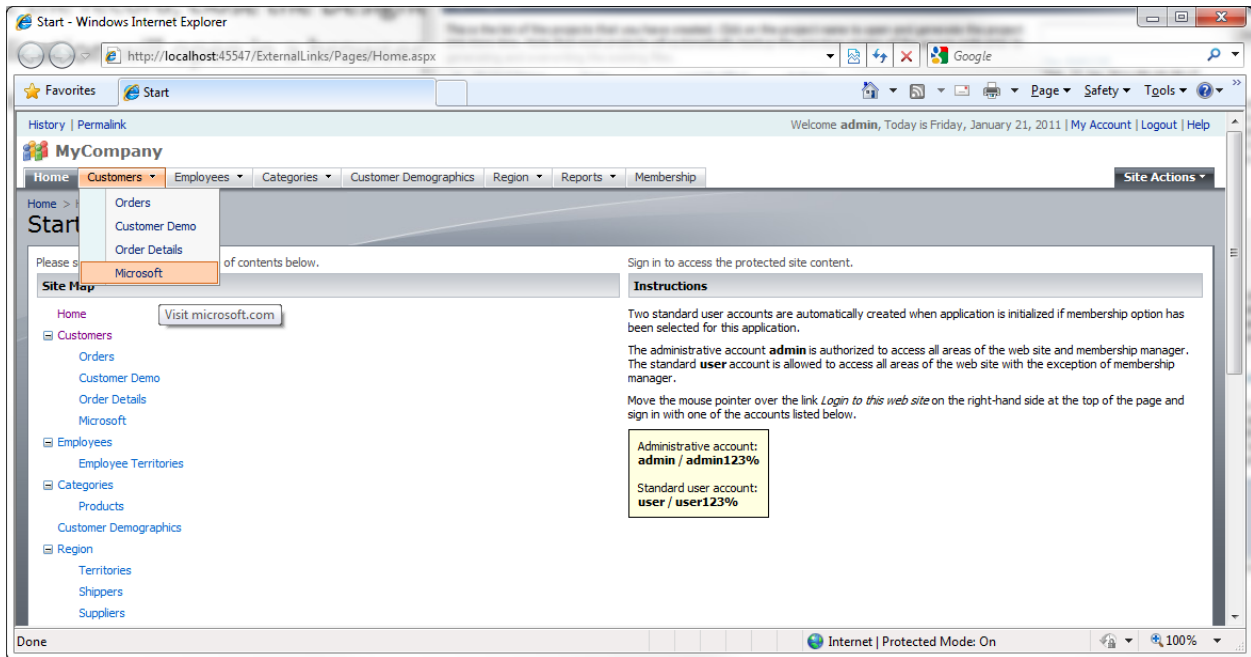 Start - Windows Internet Explorer
http://localhost:45547/ExternalLinks/Pages/Home.aspx
Google
Favorites
Start
Page Safety Tools
History | Permalink
Welcome admin, Today is Friday, January 21, 2011 | My Account | Logout | Help
MyCompany
Home Customers Employees Categories Customer Demographics Region Reports Membership
Site Actions
Home >
Start
Orders
Customer Demo
Order Details
Microsoft
Visit microsoft.com
Please s of contents below.
Site Map
Home
Customers
Orders
Customer Demo
Order Details
Microsoft
Employees
Employee Territories
Categories
Products
Customer Demographics
Region
Territories
Shippers
Suppliers
Sign in to access the protected site content.
Instructions
Two standard user accounts are automatically created when application is initialized if membership option has
been selected for this application.
The administrative account admin is authorized to access all areas of the web site and membership manager.
The standard user account is allowed to access all areas of the web site with the exception of membership
manager.
Move the mouse pointer over the link Login to this web site on the right-hand side at the top of the page and
sign in with one of the accounts listed below.
Administrative account:
admin / admin123%
Standard user account:
user / user123%
Done
Internet | Protected Mode: On
100%